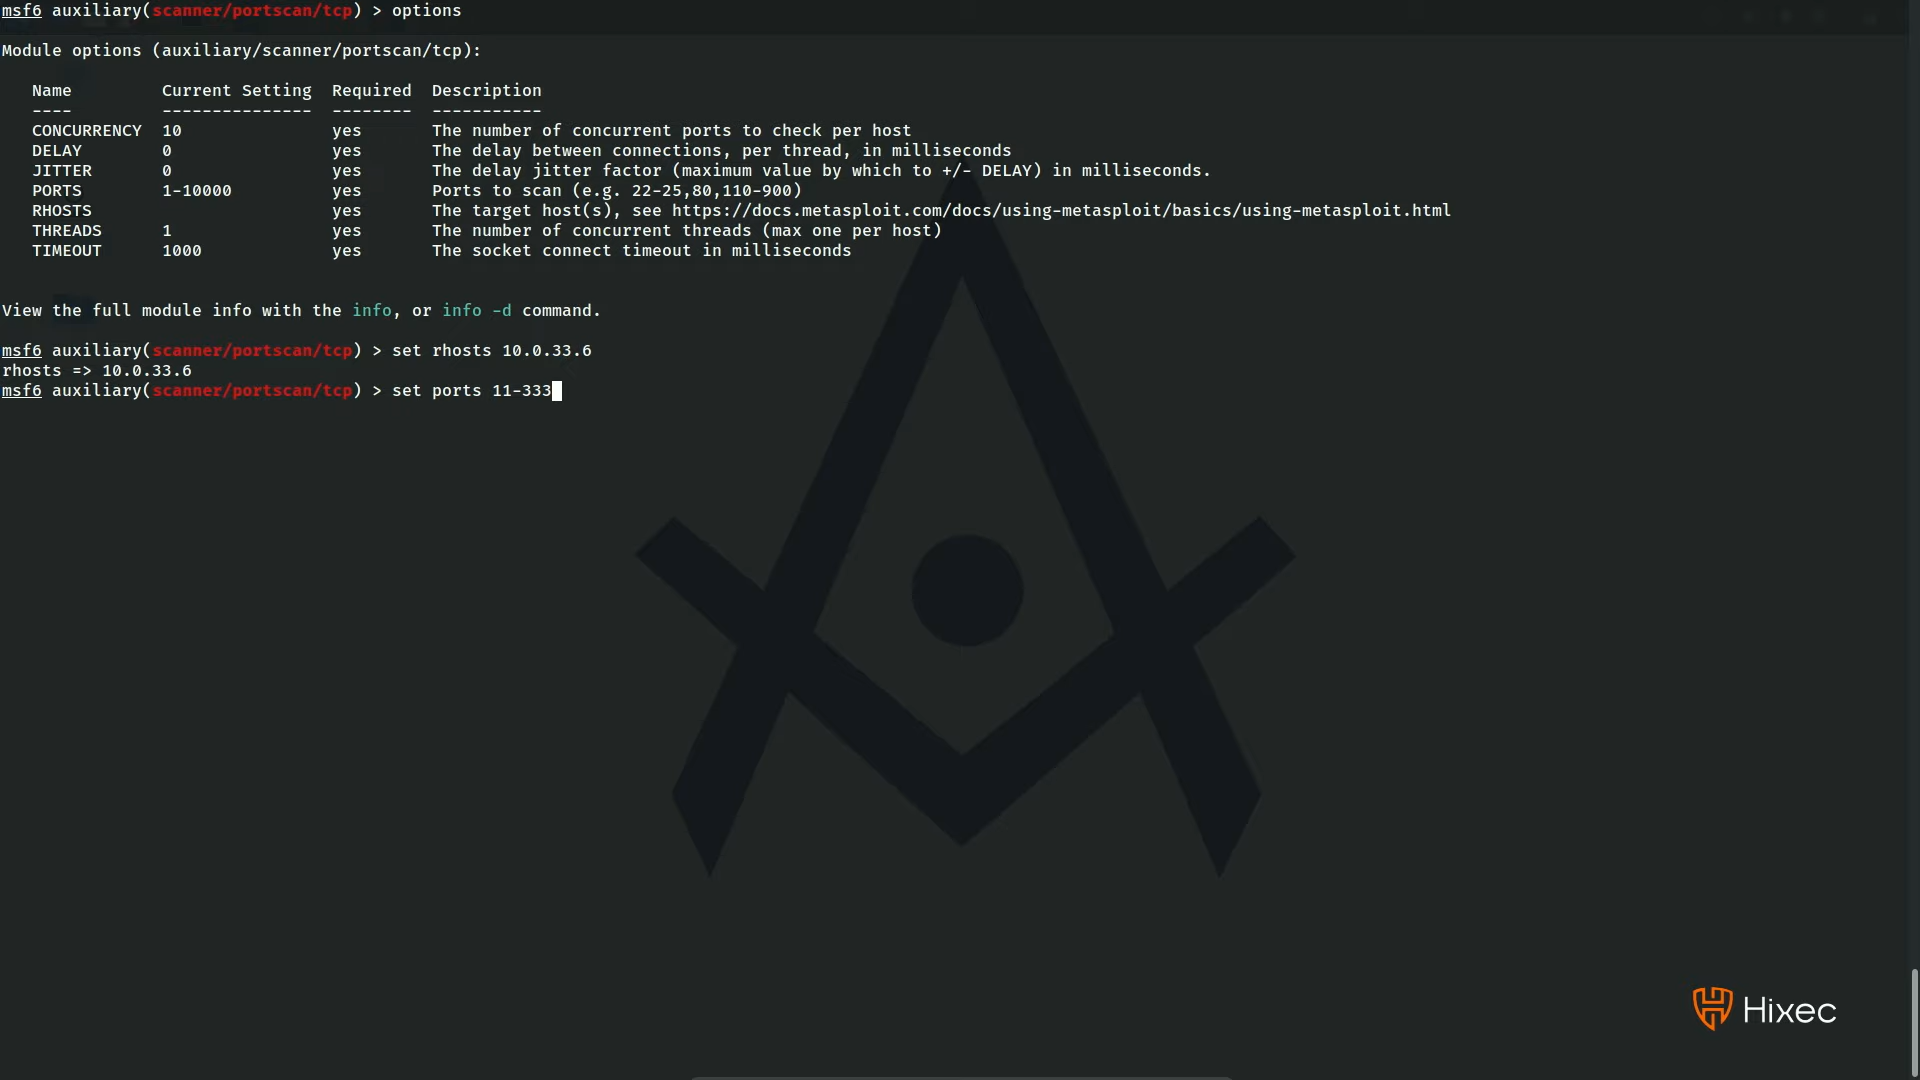 msf6 auxiliary(scanner/portscan/tcp) > options
Module options (auxiliary/scanner/portscan/tcp):
Name Current Setting Required Description
---- --------------- -------- -----------
CONCURRENCY 10 yes The number of concurrent ports to check per host
DELAY 0 yes The delay between connections, per thread, in milliseconds
JITTER 0 yes The delay jitter factor (maximum value by which to +/- DELAY) in milliseconds.
PORTS 1-10000 yes Ports to scan (e.g. 22-25,80,110-900)
RHOSTS yes The target host(s), see https://docs.metasploit.com/docs/using-metasploit/basics/using-metasploit.html
THREADS 1 yes The number of concurrent threads (max one per host)
TIMEOUT 1000 yes The socket connect timeout in milliseconds
View the full module info with the info, or info -d command.
msf6 auxiliary(scanner/portscan/tcp) > set rhosts 10.0.33.6
rhosts => 10.0.33.6
msf6 auxiliary(scanner/portscan/tcp) > set ports 11-333
Hixec